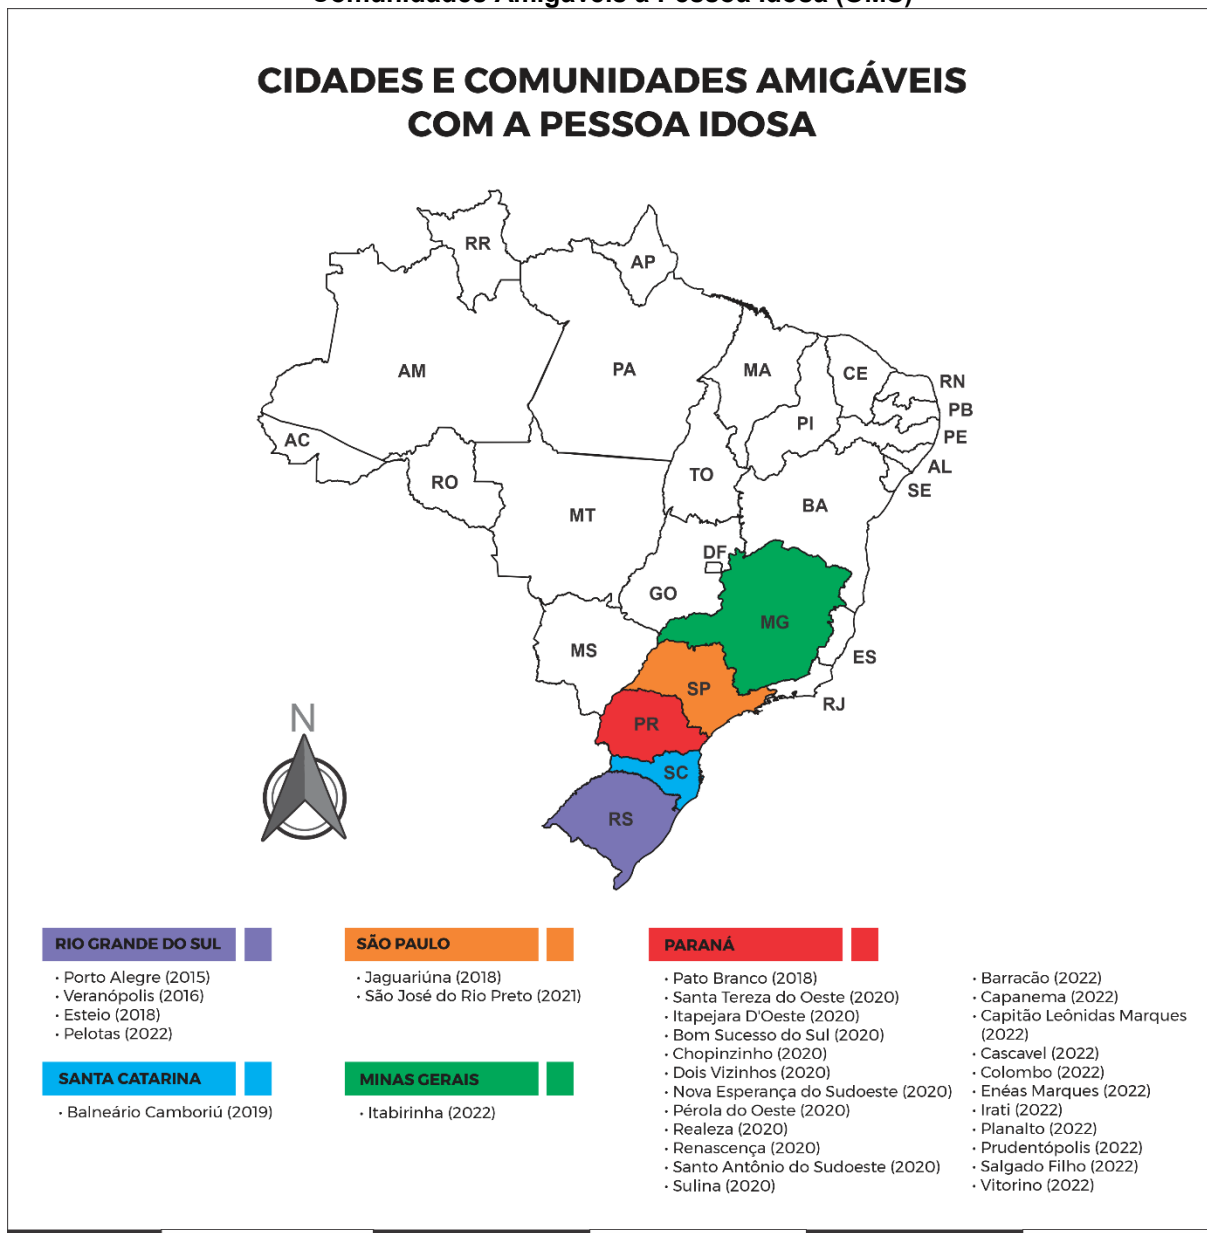 Comunidades Amigáveis à Pessoa Idosa (OMS)
CIDADES E COMUNIDADES AMIGÁVEIS
COM A PESSOA IDOSA
RR
AP
AM
PA
MA
CE
RN
PB
PI
PE
AC
AL
TO
RO
SE
BA
MT
DF
GO
MG
MS
ES
SP
RJ
N
PR
SC
RS
RIO GRANDE DO SUL
· Porto Alegre (2015)
· Veranópolis (2016)
· Esteio (2018)
· Pelotas (2022)
SANTA CATARINA
· Balneário Camboriú (2019)
SÃO PAULO
· Jaguariúna (2018)
· São José do Rio Preto (2021)
MINAS GERAIS
· Itabirinha (2022)
PARANÁ
· Pato Branco (2018)
· Santa Tereza do Oeste (2020)
· Itapejara D'Oeste (2020)
· Bom Sucesso do Sul (2020)
· Chopinzinho (2020)
· Dois Vizinhos (2020)
· Nova Esperança do Sudoeste (2020)
· Pérola do Oeste (2020)
· Realeza (2020)
· Renascença (2020)
· Santo Antônio do Sudoeste (2020)
· Sulina (2020)
· Barracão (2022)
· Capanema (2022)
· Capitão Leônidas Marques
(2022)
· Cascavel (2022)
· Colombo (2022)
· Enéas Marques (2022)
· Irati (2022)
· Planalto (2022)
· Prudentópolis (2022)
· Salgado Filho (2022)
· Vitorino (2022)